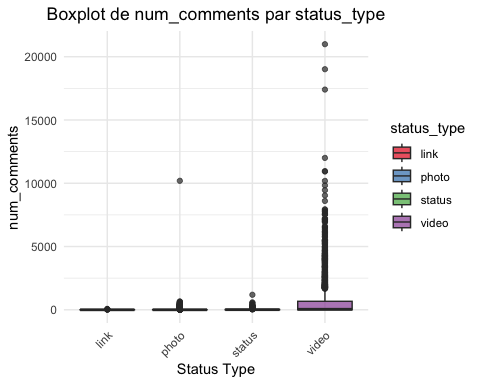 Boxplot de num_comments par status_type
20000
15000
10000
5000
0
num_comments
link
photo
status
video
Status Type
status_type
link
photo
status
video